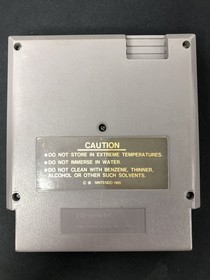 CAUTION
•DO NOT STORE IN EXTREME TEMPERATURES.
•DO NOT IMMERSE IN WATER.
•DO NOT CLEAN WITH BENZENE, THINNER,
ALCOHOL OR OTHER SUCH SOLVENTS.
NINTENDO 1985